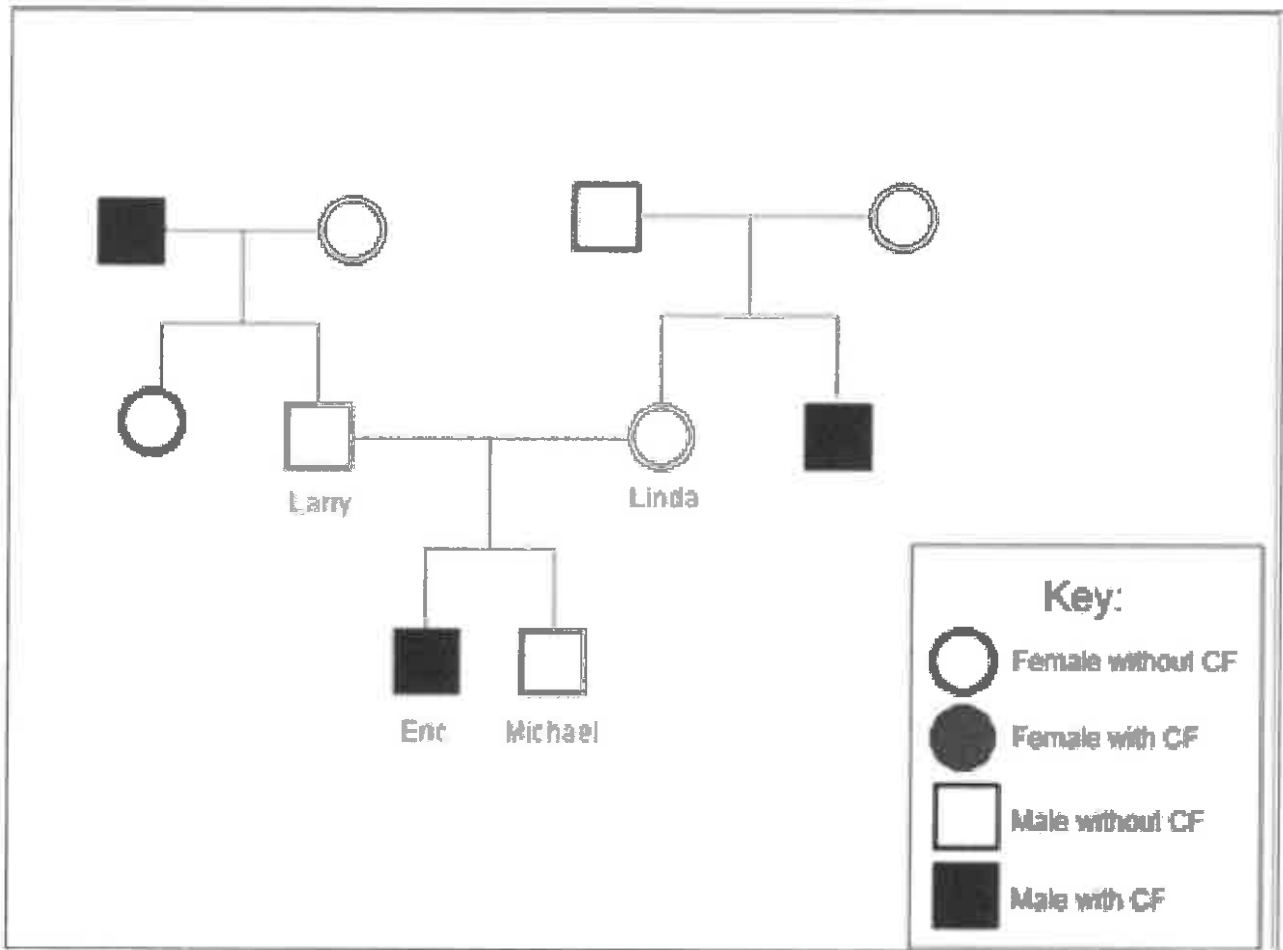 Larry
Linda
Eric
Michael
Key:
Female without CF
Female with CF
Male without CF
Male with CF